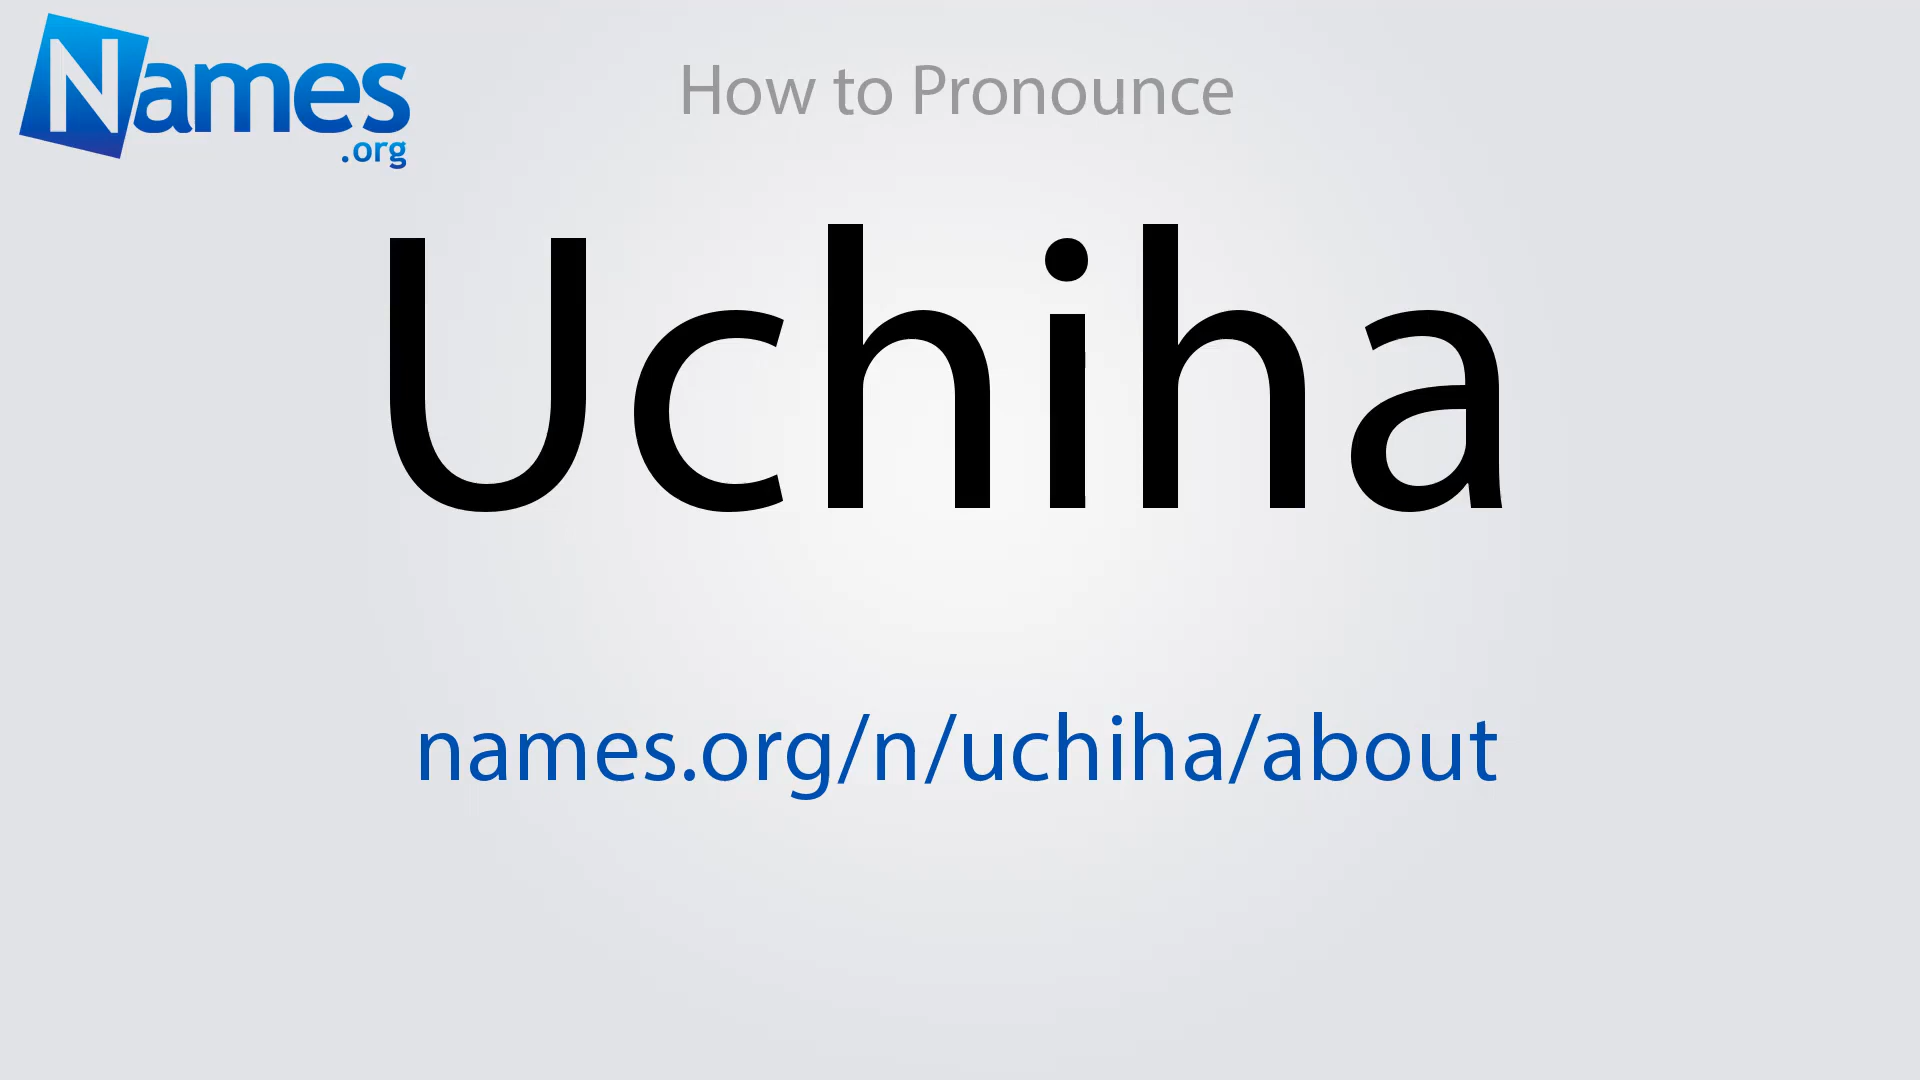 Names
.org
How to Pronounce
Uchiha
names.org/n/uchiha/about